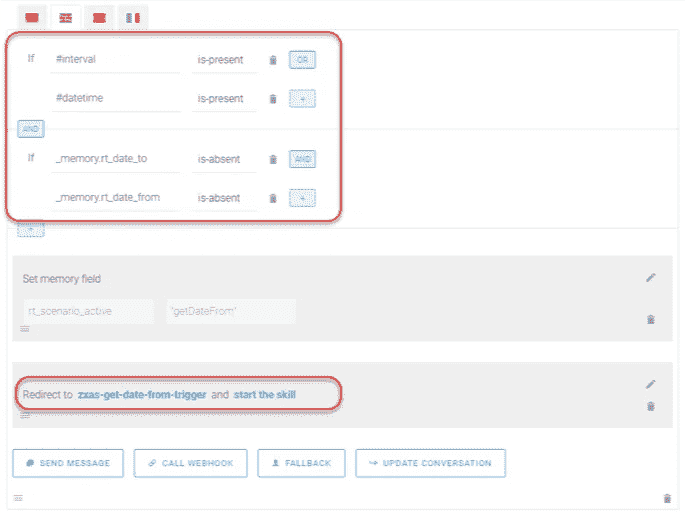 If #interval is-present OR
#datetime is-present +
AND
If _memory.rt_date_to is-absent AND
_memory.rt_date_from is-absent +
+
Set memory field
rt_scenario_active "getDateFrom"
Redirect to zxas-get-date-from-trigger and start the skill
SEND MESSAGE CALL WEBHOOK FALLBACK UPDATE CONVERSATION